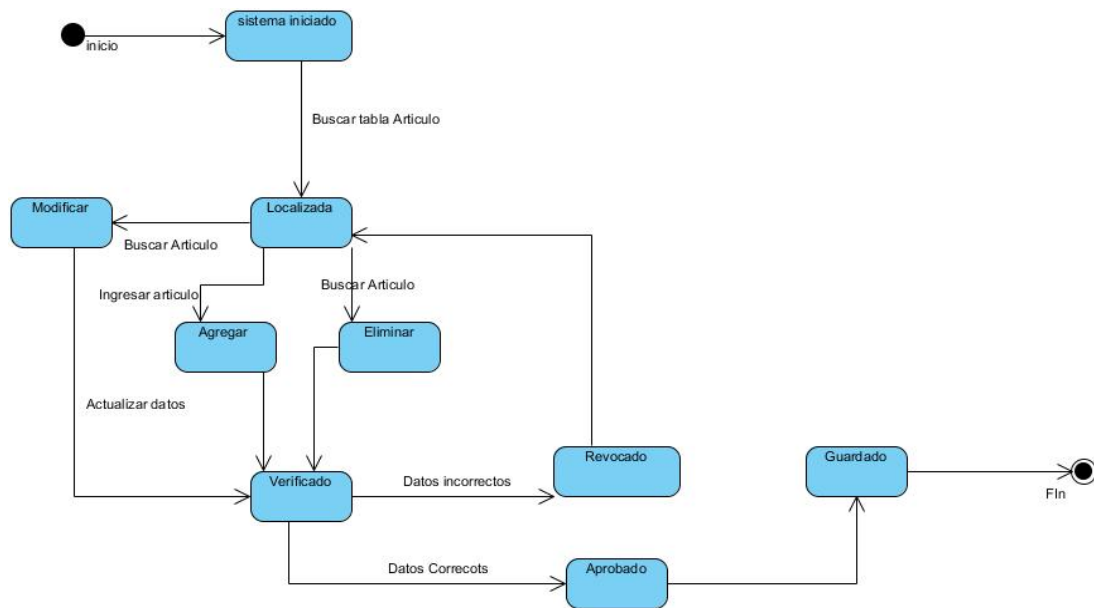 sistema iniciado
inicio
Buscar tabla Articulo
Modificar
Localizada
Buscar Articulo
Ingresar articulo
Buscar Articulo
Agregar
Eliminar
Actualizar datos
Verificado
Datos incorrectos
Revocado
Guardado
FIn
Datos Correcots
Aprobado